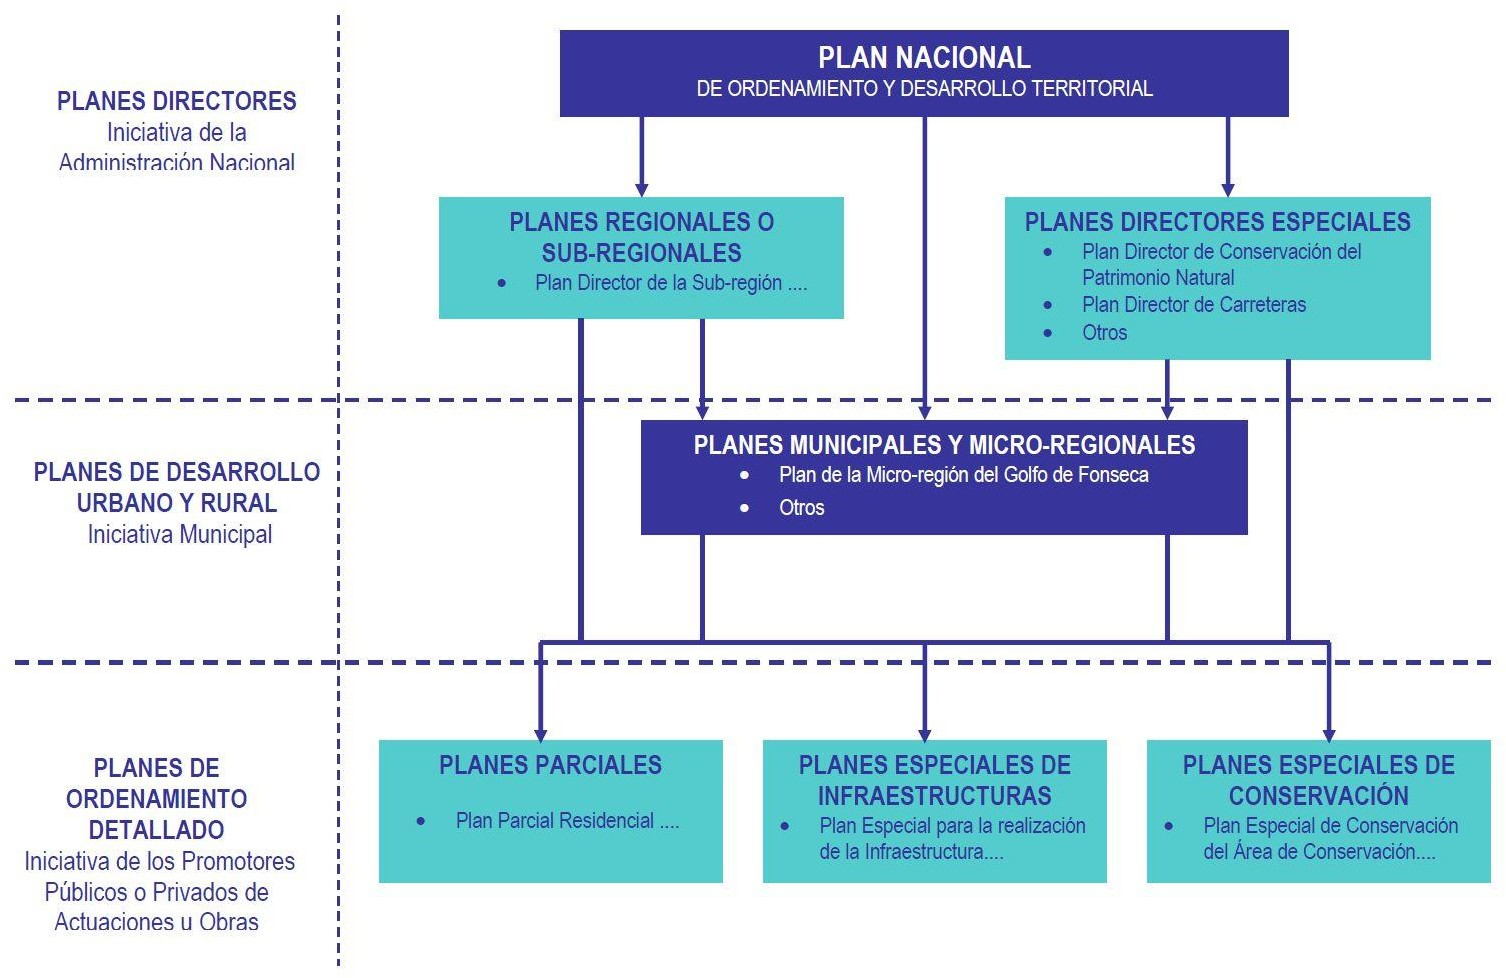 PLANES DIRECTORES
Iniciativa de la
Administración Nacional
PLAN NACIONAL
DE ORDENAMIENTO Y DESARROLLO TERRITORIAL
PLANES REGIONALES O
SUB-REGIONALES
• Plan Director de la Sub-región ....
PLANES DIRECTORES ESPECIALES
• Plan Director de Conservación del
Patrimonio Natural
• Plan Director de Carreteras
• Otros
PLANES DE DESARROLLO
URBANO Y RURAL
Iniciativa Municipal
PLANES MUNICIPALES Y MICRO-REGIONALES
• Plan de la Micro-región del Golfo de Fonseca
• Otros
PLANES DE
ORDENAMIENTO
DETALLADO
Iniciativa de los Promotores
Públicos o Privados de
Actuaciones u Obras
PLANES PARCIALES
• Plan Parcial Residencial ....
PLANES ESPECIALES DE
INFRAESTRUCTURAS
• Plan Especial para la realización
de la Infraestructura....
PLANES ESPECIALES DE
CONSERVACIÓN
• Plan Especial de Conservación
del Área de Conservación....